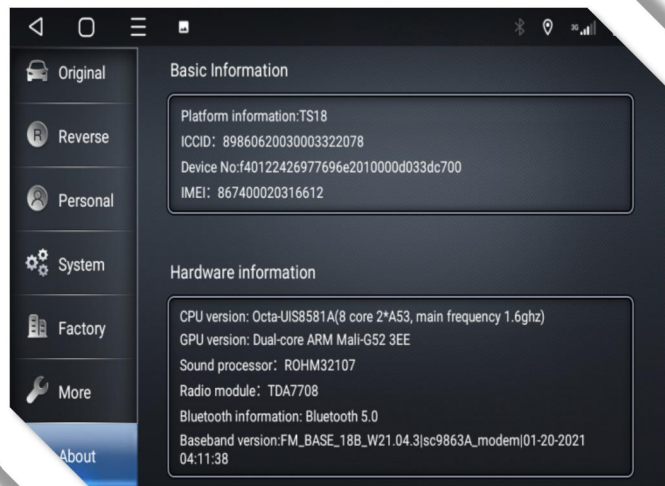 3G
Original
Reverse
Personal
System
Factory
More
About
Basic Information
Platform information:TS18
ICCID: 89860620030003322078
Device No:f40122426977696e2010000d033dc700
IMEI: 867400020316612
Hardware information
CPU version: Octa-UIS8581A(8 core 2*A53, main frequency 1.6ghz)
GPU version: Dual-core ARM Mali-G52 3EE
Sound processor: ROHM32107
Radio module: TDA7708
Bluetooth information: Bluetooth 5.0
Baseband version:FM_BASE_18B_W21.04.3|sc9863A_modem|01-20-2021
04:11:38